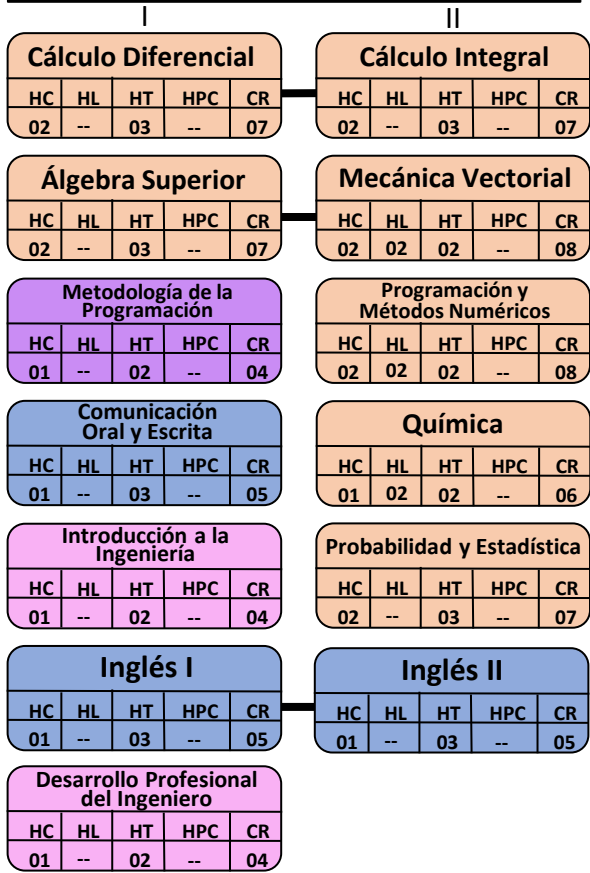 I
II
Cálculo Diferencial
HC HL HT HPC CR
02 -- 03 -- 07
Cálculo Integral
HC HL HT HPC CR
02 -- 03 -- 07
Álgebra Superior
HC HL HT HPC CR
02 -- 03 -- 07
Mecánica Vectorial
HC HL HT HPC CR
02 02 02 -- 08
Metodología de la
Programación
HC HL HT HPC CR
01 -- 02 -- 04
Programación y
Métodos Numéricos
HC HL HT HPC CR
02 02 02 -- 08
Comunicación
Oral y Escrita
HC HL HT HPC CR
01 -- 03 -- 05
Química
HC HL HT HPC CR
01 02 02 -- 06
Introducción a la
Ingeniería
HC HL HT HPC CR
01 -- 02 -- 04
Probabilidad y Estadística
HC HL HT HPC CR
02 -- 03 -- 07
Inglés I
HC HL HT HPC CR
01 -- 03 -- 05
Inglés II
HC HL HT HPC CR
01 -- 03 -- 05
Desarrollo Profesional
del Ingeniero
HC HL HT HPC CR
01 -- 02 -- 04